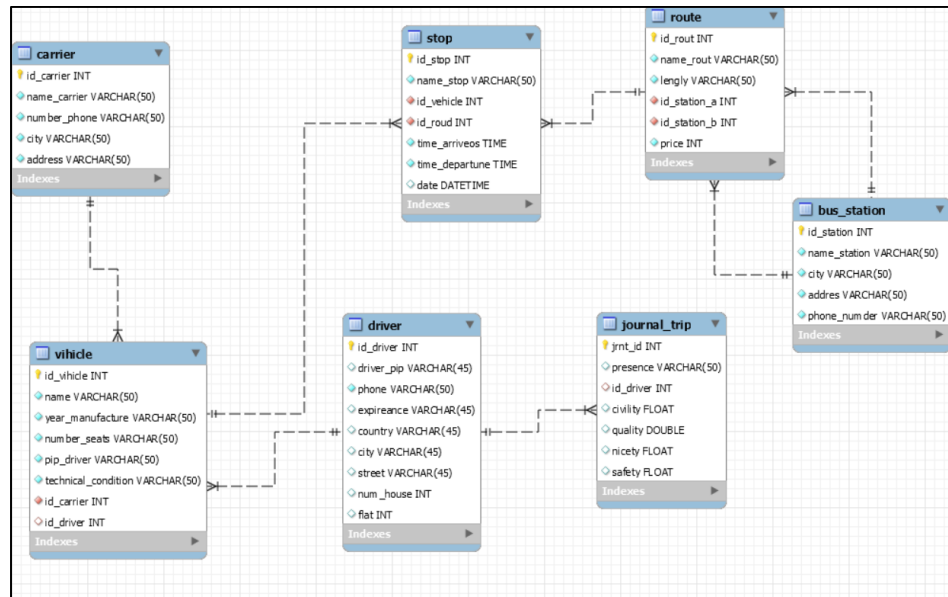 carrier
id_carrier INT
name_carrier VARCHAR(50)
number_phone VARCHAR(50)
city VARCHAR(50)
address VARCHAR(50)
Indexes
stop
id_stop INT
name_stop VARCHAR(50)
id_vehicle INT
id_roud INT
time_arriveos TIME
time_departune TIME
date DATETIME
Indexes
route
id_rout INT
name_rout VARCHAR(50)
lengly VARCHAR(50)
id_station_a INT
id_station_b INT
price INT
Indexes
bus_station
id_station INT
name_station VARCHAR(50)
city VARCHAR(50)
addres VARCHAR(50)
phone_numder VARCHAR(50)
Indexes
vihicle
id_vihicle INT
name VARCHAR(50)
year_manufacture VARCHAR(50)
number_seats VARCHAR(50)
pip_driver VARCHAR(50)
technical_condition VARCHAR(50)
id_carrier INT
id_driver INT
Indexes
driver
id_driver INT
driver_pip VARCHAR(45)
phone VARCHAR(50)
expireance VARCHAR(45)
country VARCHAR(45)
city VARCHAR(45)
street VARCHAR(45)
num_house INT
flat INT
Indexes
journal_trip
jrnt_id INT
presence VARCHAR(50)
id_driver INT
civility FLOAT
quality DOUBLE
nicety FLOAT
safety FLOAT
Indexes